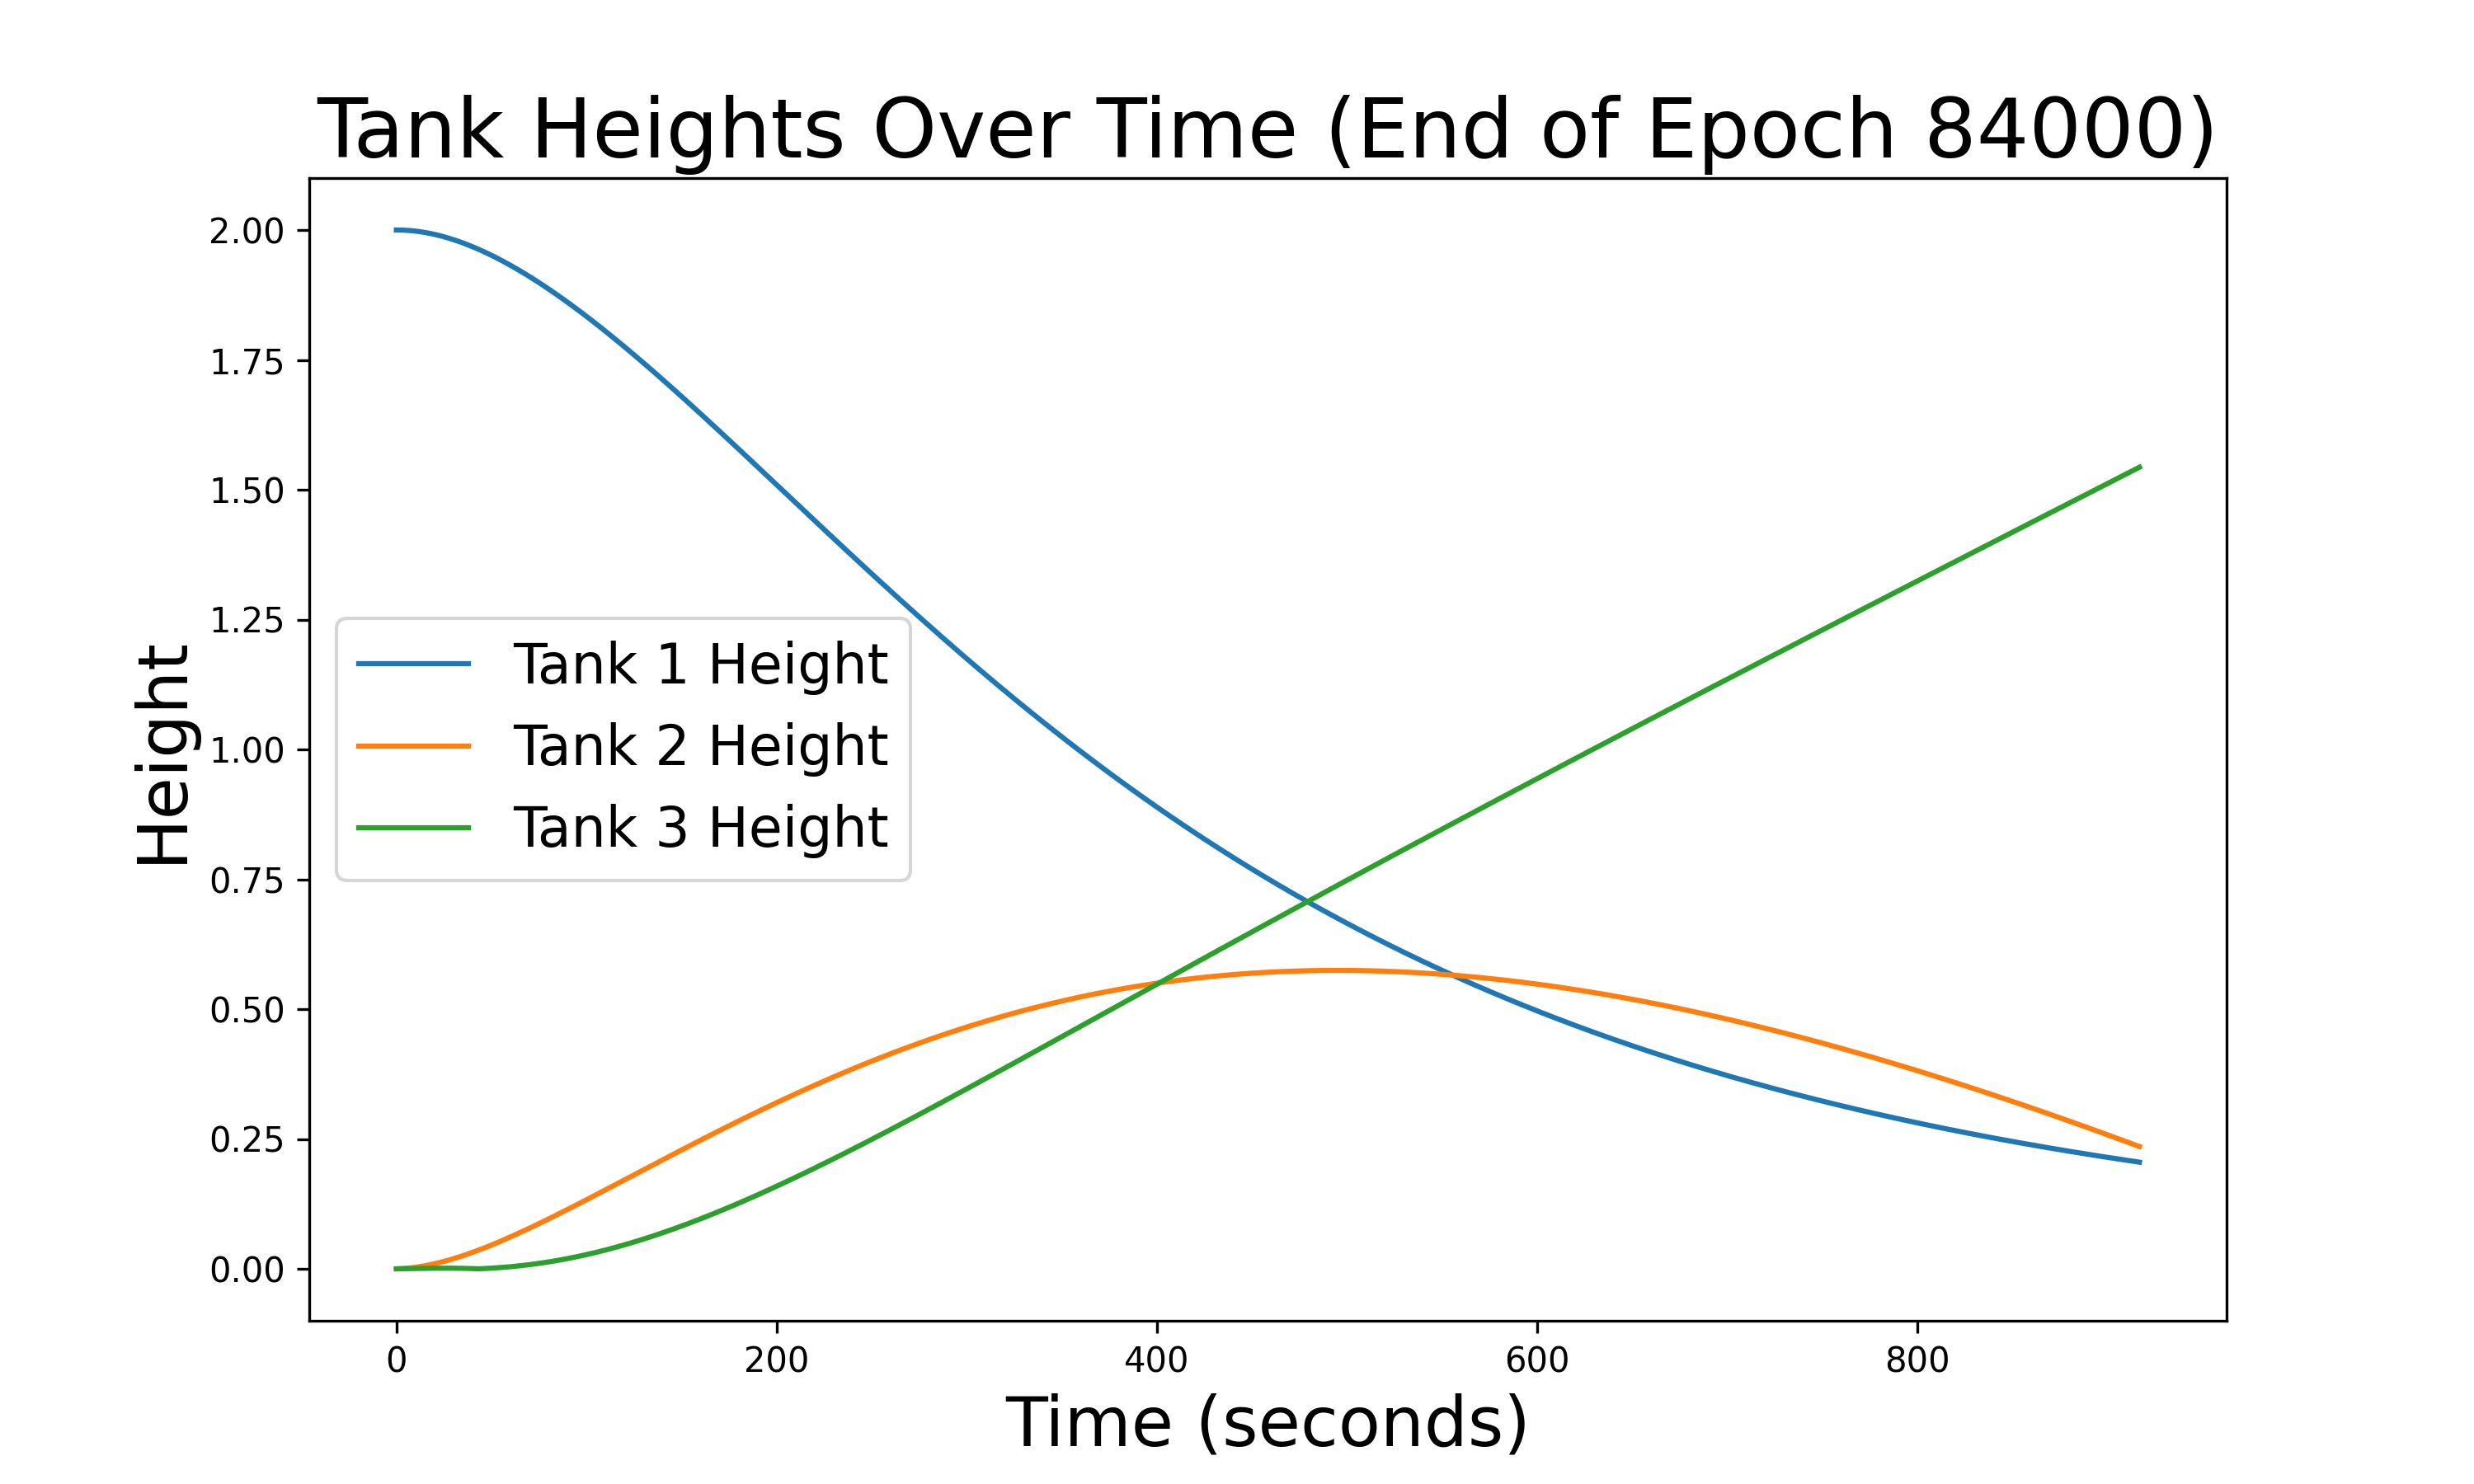 Tank Heights Over Time (End of Epoch 84000)
Height
2.00
1.75
1.50
1.25
1.00
0.75
0.50
0.25
0.00
Tank 1 Height
Tank 2 Height
Tank 3 Height
0 200 400 600 800
Time (seconds)